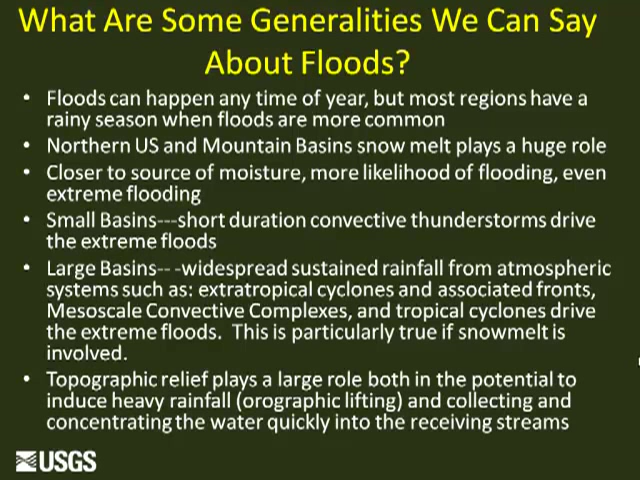 What Are Some Generalities We Can Say
About Floods?
• Floods can happen any time of year, but most regions have a
rainy season when floods are more common
• Northern US and Mountain Basins snow melt plays a huge role
• Closer to source of moisture, more likelihood of flooding, even
extreme flooding
• Small Basins---short duration convective thunderstorms drive
the extreme floods
• Large Basins-- -widespread sustained rainfall from atmospheric
systems such as: extratropical cyclones and associated fronts,
Mesoscale Convective Complexes, and tropical cyclones drive
the extreme floods. This is particularly true if snowmelt is
involved.
• Topographic relief plays a large role both in the potential to
induce heavy rainfall (orographic lifting) and collecting and
concentrating the water quickly into the receiving streams
USGS